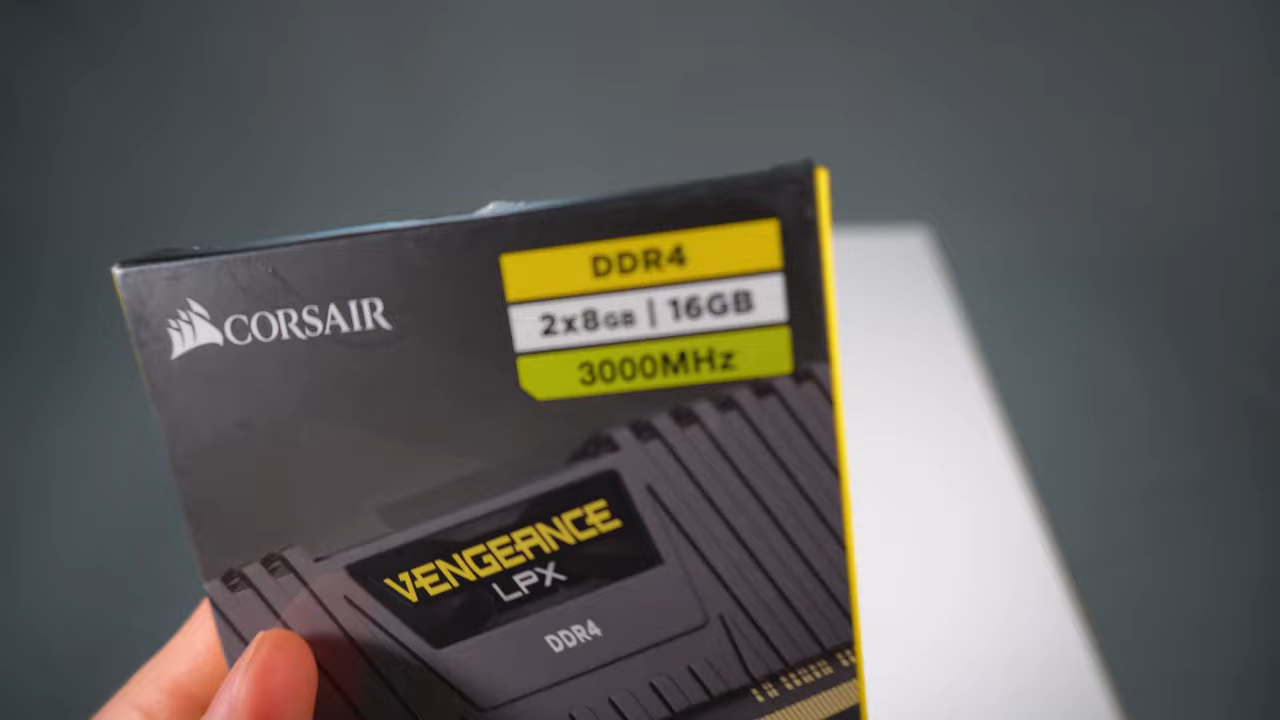 CORSAIR
DDR4
2x8GB | 16GB
3000MHz
VENGEANCE
LPX
DDR4